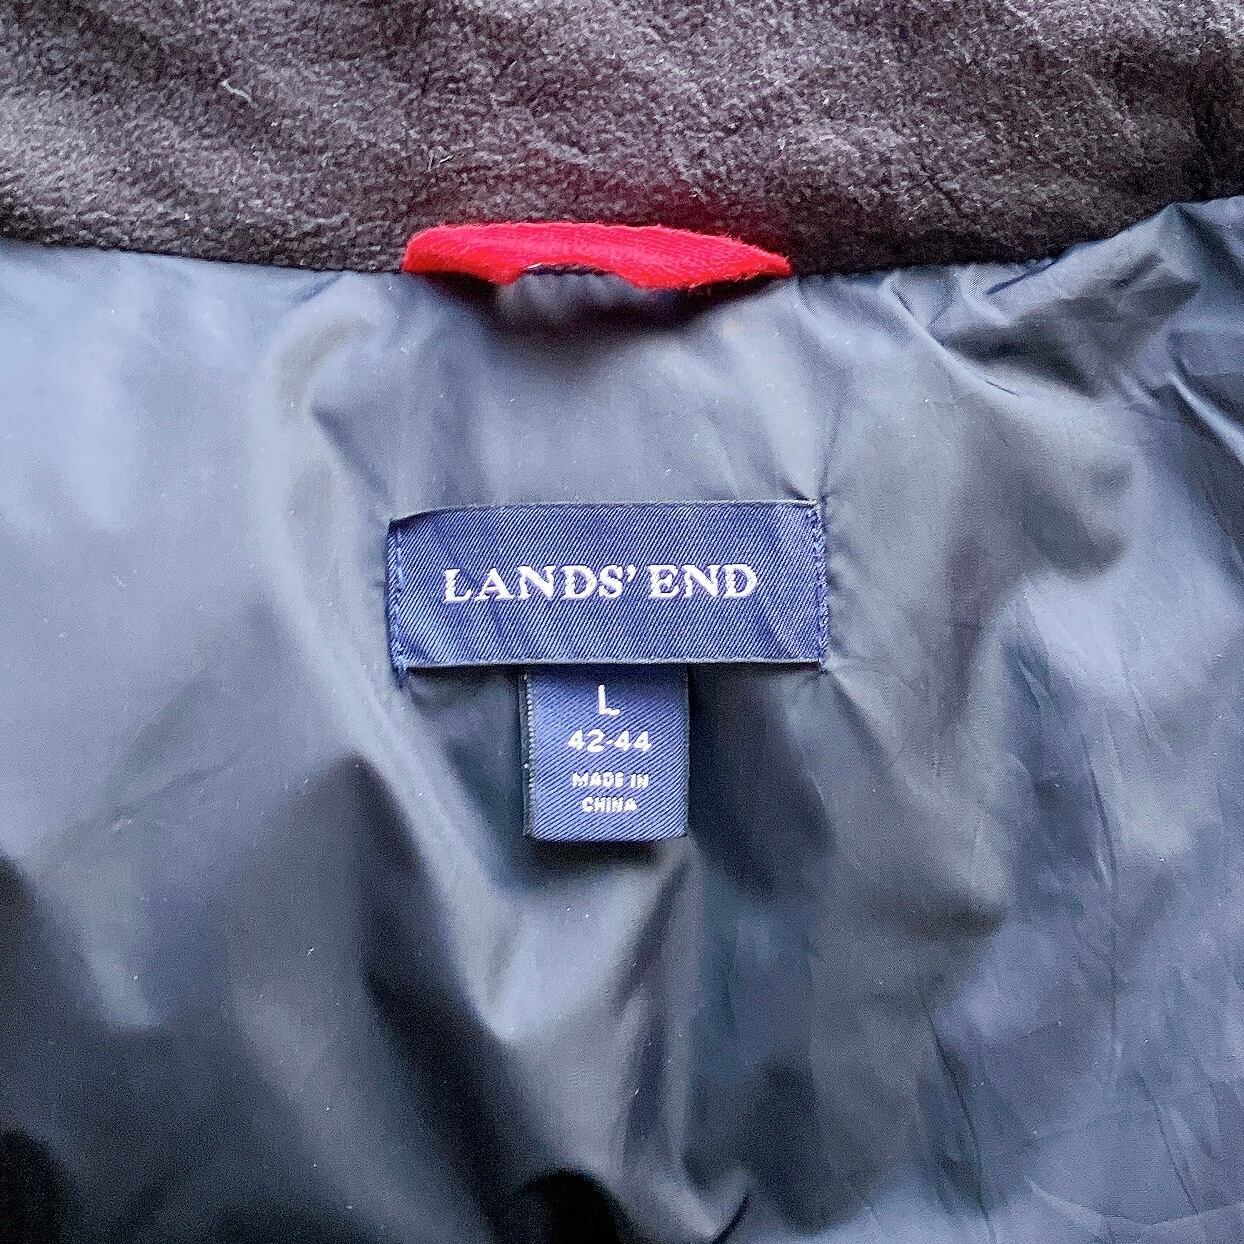 LANDS' END
L
42-44
MADE IN
CHINA